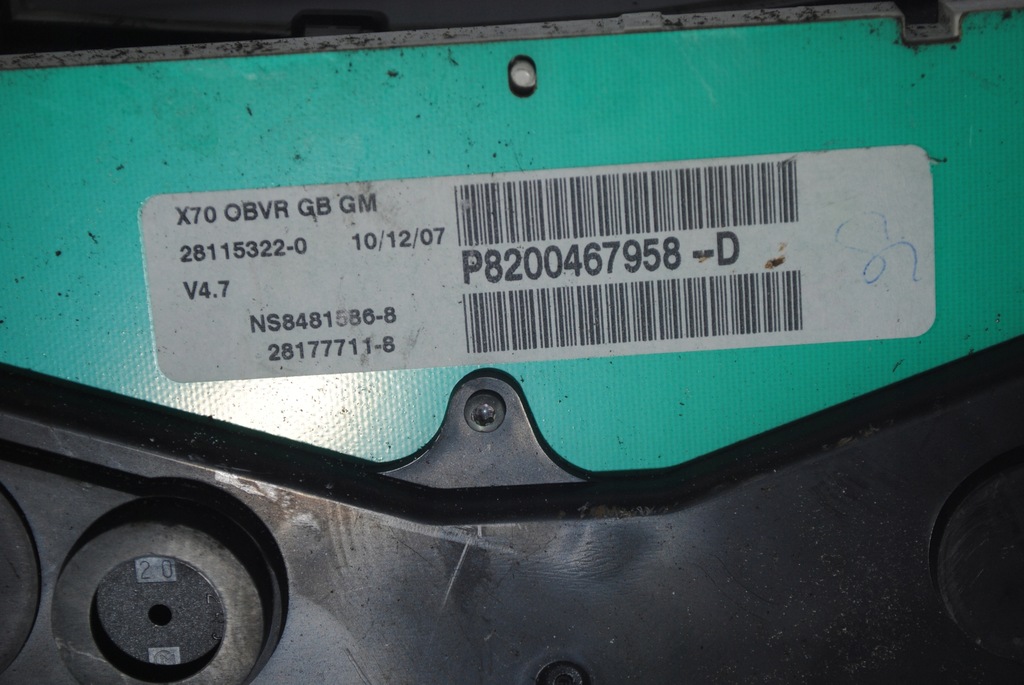 X70 OBVR GB GM
28115322-0 10/12/07
V4.7
NS8481586-8
28177711-8
P8200467958--D
20